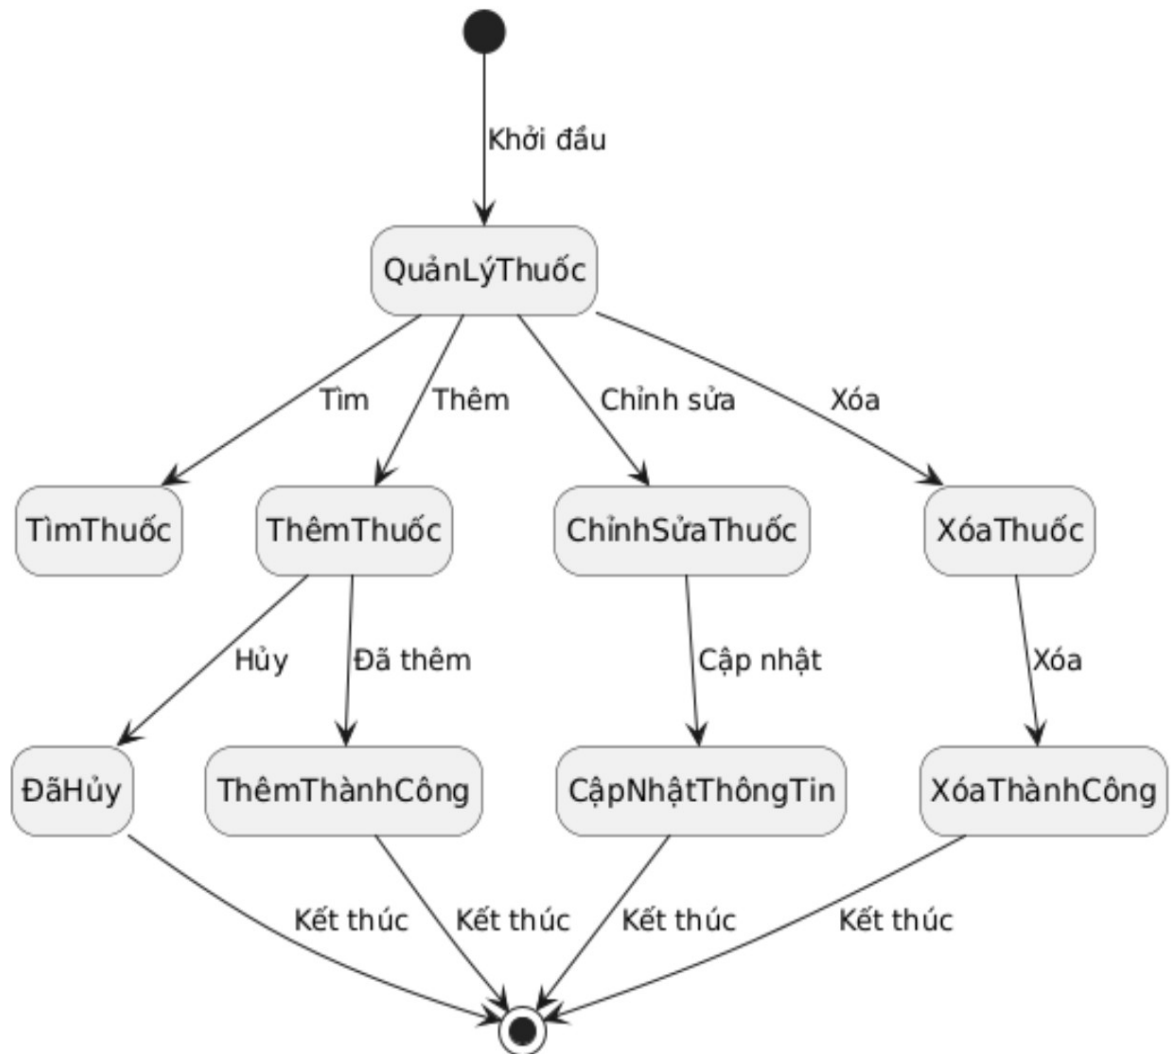 Khởi đầu
QuảnLýThuốc
Tìm
Thêm
Chỉnh sửa
Xóa
TìmThuốc
ThêmThuốc
ChỉnhSửaThuốc
XóaThuốc
Hủy
Đã thêm
Cập nhật
Xóa
ĐãHủy
ThêmThànhCông
CậpNhậtThôngTin
XóaThànhCông
Kết thúc
Kết thúc
Kết thúc
Kết thúc